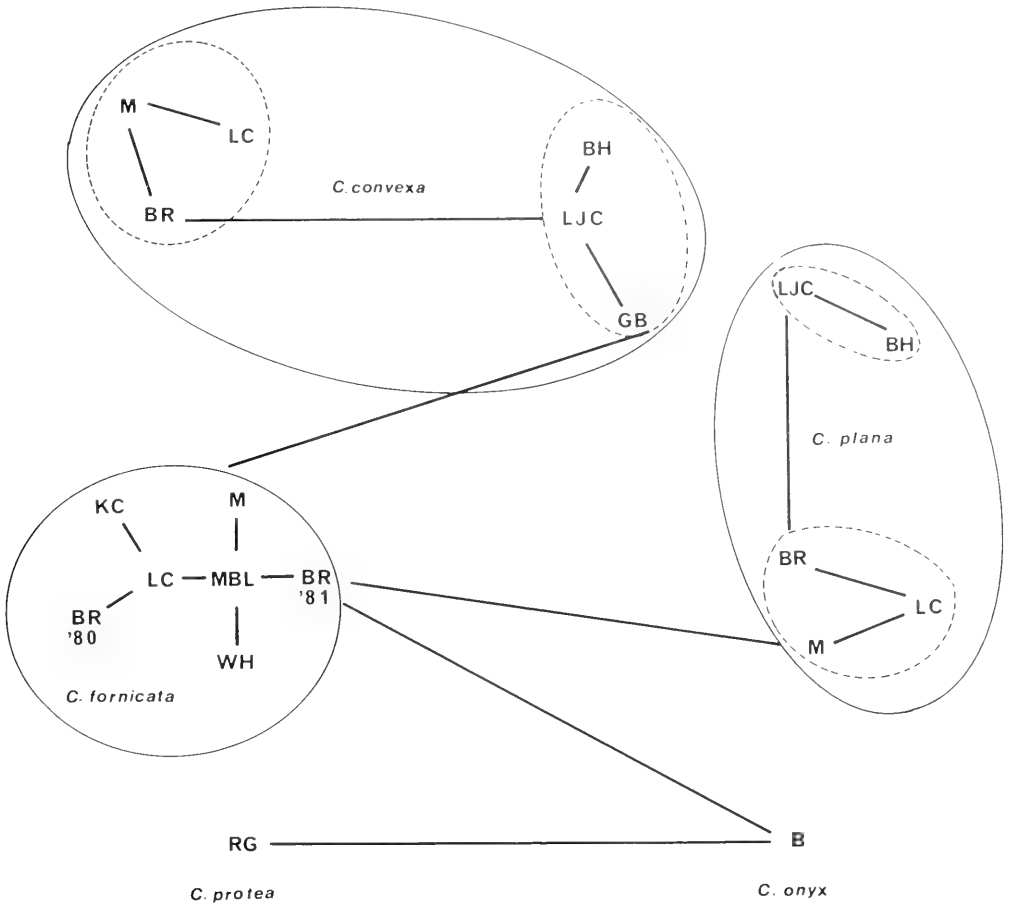 M
LC
BR
C. convexa
BH
LJC
GB
LJC
BH
C. plana
BR
LC
M
KC
M
LC MBL BR
'81
BR
'80
WH
C. fornicata
RG
B
C. protea
C. onyx